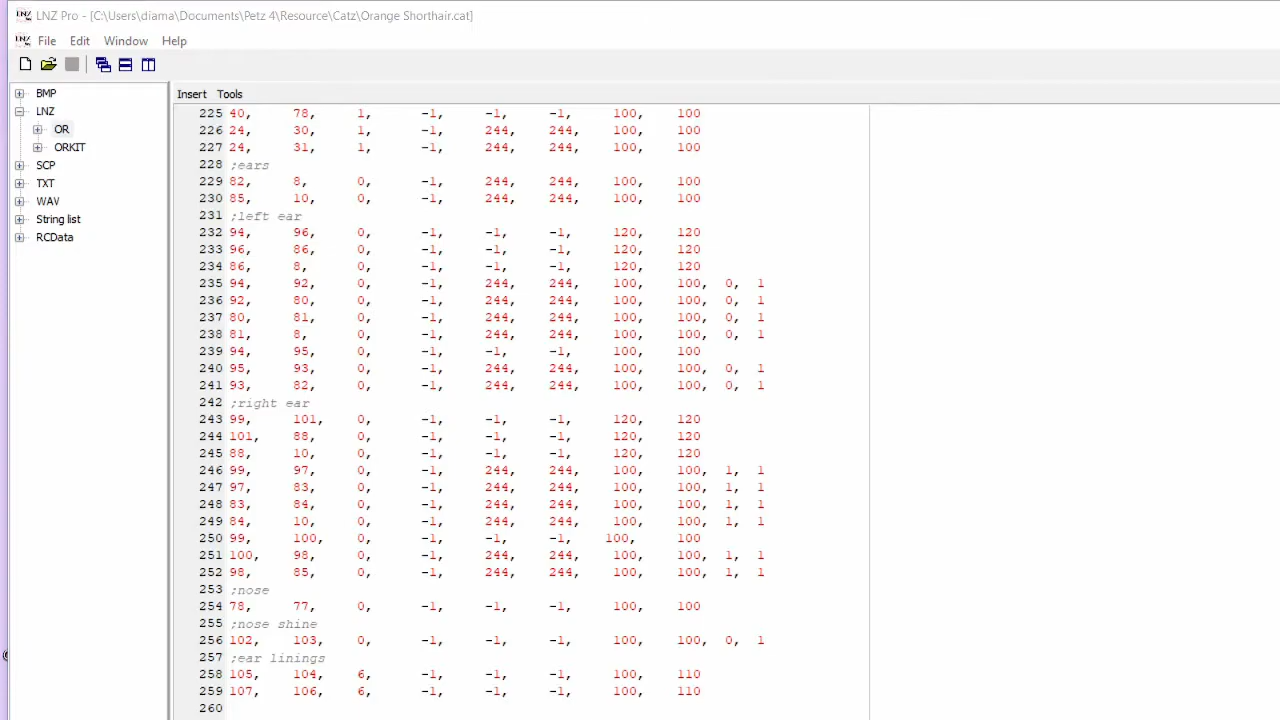 LNZ Pro - [C:\Users\diama\Documents\Petz 4\Resource\Catz\Orange Shorthair.cat]
File Edit Window Help
BMP
LNZ
OR
ORKIT
SCP
TXT
WAV
String list
RCData
Insert Tools
225 40, 78, 1, -1, -1, -1, 100, 100
226 24, 30, 1, -1, 244, 244, 100, 100
227 24, 31, 1, -1, 244, 244, 100, 100
228 ;ears
229 82, 8, 0, -1, 244, 244, 100, 100
230 85, 10, 0, -1, 244, 244, 100, 100
231 ;left ear
232 94, 96, 0, -1, -1, -1, 120, 120
233 96, 86, 0, -1, -1, -1, 120, 120
234 86, 8, 0, -1, -1, -1, 120, 120
235 94, 92, 0, -1, 244, 244, 100, 100, 0, 1
236 92, 80, 0, -1, 244, 244, 100, 100, 0, 1
237 80, 81, 0, -1, 244, 244, 100, 100, 0, 1
238 81, 8, 0, -1, 244, 244, 100, 100, 0, 1
239 94, 95, 0, -1, -1, -1, 100, 100
240 95, 93, 0, -1, 244, 244, 100, 100, 0, 1
241 93, 82, 0, -1, 244, 244, 100, 100, 0, 1
242 ;right ear
243 99, 101, 0, -1, -1, -1, 120, 120
244 101, 88, 0, -1, -1, -1, 120, 120
245 88, 10, 0, -1, -1, -1, 120, 120
246 99, 97, 0, -1, 244, 244, 100, 100, 1, 1
247 97, 83, 0, -1, 244, 244, 100, 100, 1, 1
248 83, 84, 0, -1, 244, 244, 100, 100, 1, 1
249 84, 10, 0, -1, 244, 244, 100, 100, 1, 1
250 99, 100, 0, -1, -1, -1, 100, 100
251 100, 98, 0, -1, 244, 244, 100, 100, 1, 1
252 98, 85, 0, -1, 244, 244, 100, 100, 1, 1
253 ;nose
254 78, 77, 0, -1, -1, -1, 100, 100
255 ;nose shine
256 102, 103, 0, -1, -1, -1, 100, 100, 0, 1
257 ;ear linings
258 105, 104, 6, -1, -1, -1, 100, 110
259 107, 106, 6, -1, -1, -1, 100, 110
260